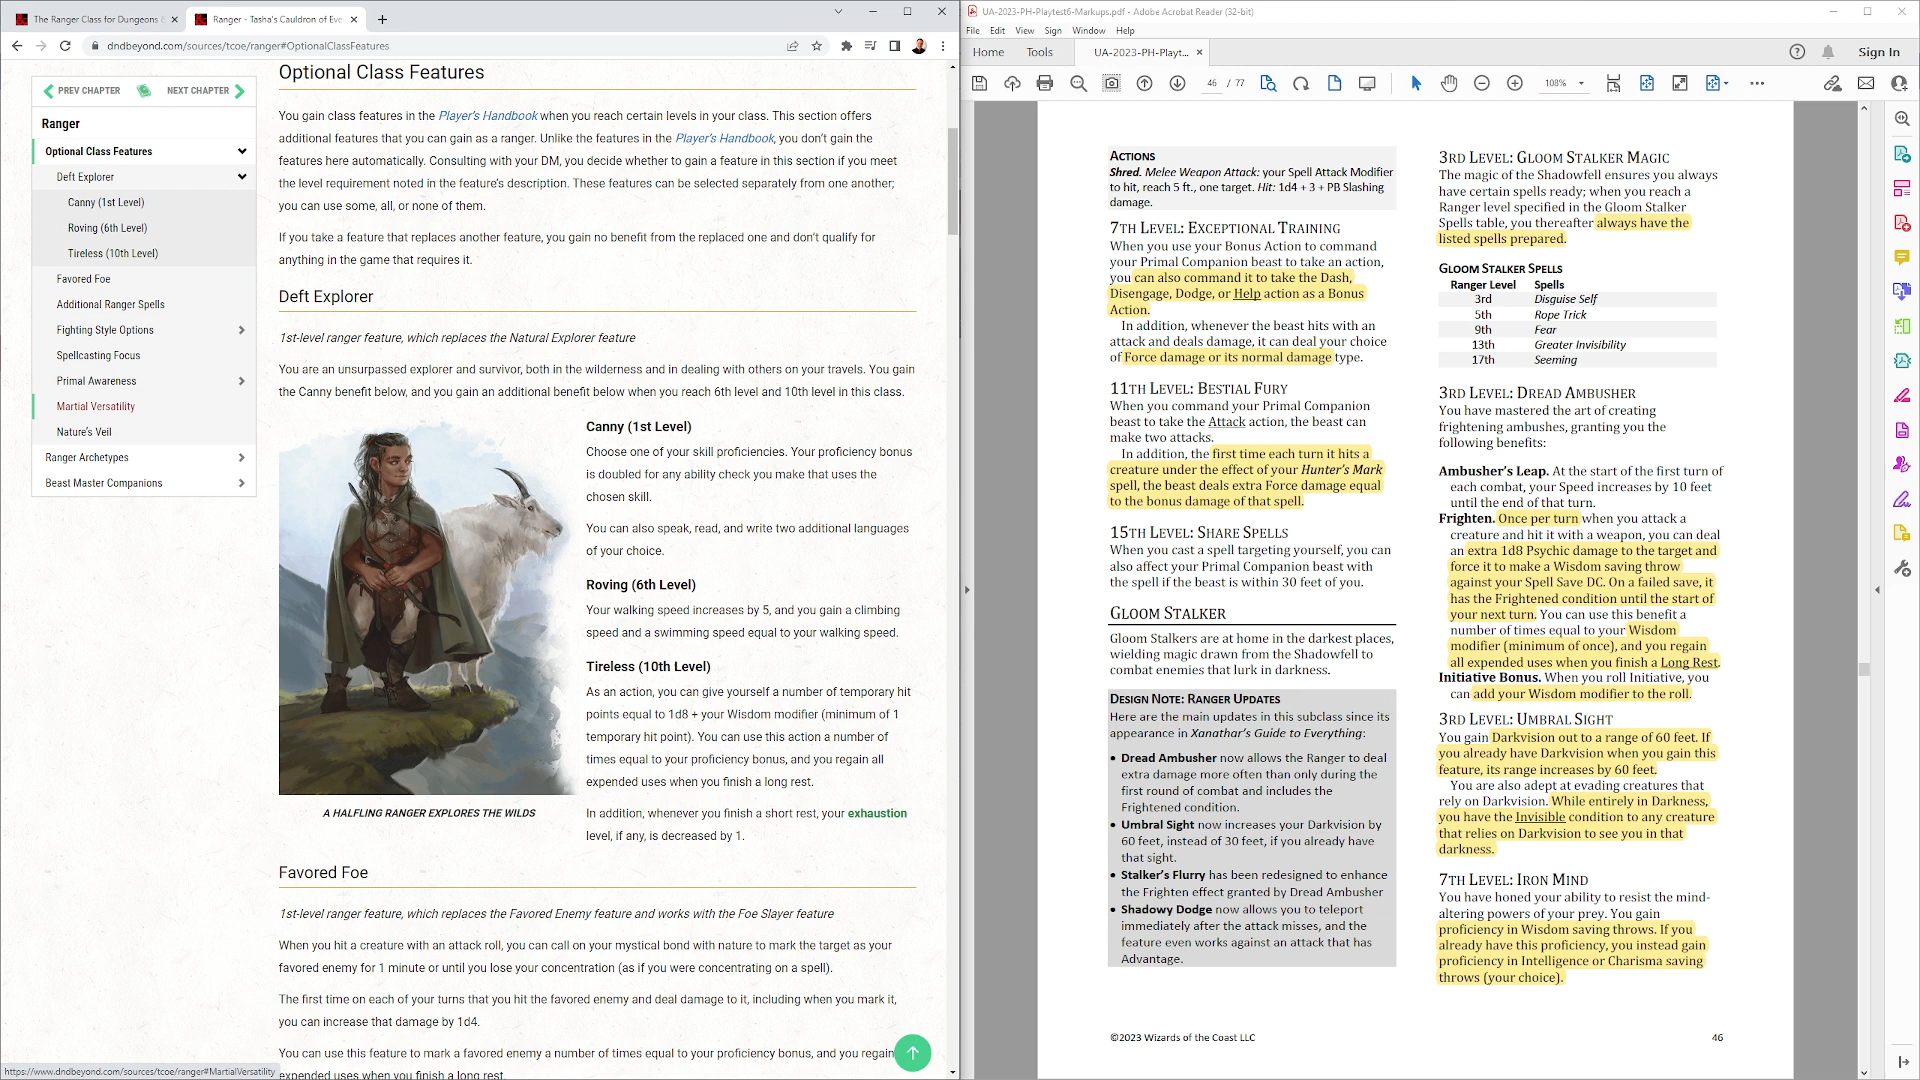 The Ranger Class for Dungeons &
Ranger - Tasha's Cauldron of Eve
dndbeyond.com/sources/tcoe/ranger#OptionalClassFeatures
PREV CHAPTER
NEXT CHAPTER
Ranger
Optional Class Features
Deft Explorer
Canny (1st Level)
Roving (6th Level)
Tireless (10th Level)
Favored Foe
Additional Ranger Spells
Fighting Style Options
Spellcasting Focus
Primal Awareness
Martial Versatility
Nature's Veil
Ranger Archetypes
Beast Master Companions
Optional Class Features
You gain class features in the Player's Handbook when you reach certain levels in your class. This section offers
additional features that you can gain as a ranger. Unlike the features in the Player's Handbook, you don't gain the
features here automatically. Consulting with your DM, you decide whether to gain a feature in this section if you meet
the level requirement noted in the feature's description. These features can be selected separately from one another;
you can use some, all, or none of them.
If you take a feature that replaces another feature, you gain no benefit from the replaced one and don't qualify for
anything in the game that requires it.
Deft Explorer
1st-level ranger feature, which replaces the Natural Explorer feature
You are an unsurpassed explorer and survivor, both in the wilderness and in dealing with others on your travels. You gain
the Canny benefit below, and you gain an additional benefit below when you reach 6th level and 10th level in this class.
Canny (1st Level)
Choose one of your skill proficiencies. Your proficiency bonus
is doubled for any ability check you make that uses the
chosen skill.
You can also speak, read, and write two additional languages
of your choice.
Roving (6th Level)
Your walking speed increases by 5, and you gain a climbing
speed and a swimming speed equal to your walking speed.
Tireless (10th Level)
As an action, you can give yourself a number of temporary hit
points equal to 1d8 + your Wisdom modifier (minimum of 1
temporary hit point). You can use this action a number of
times equal to your proficiency bonus, and you regain all
expended uses when you finish a long rest.
In addition, whenever you finish a short rest, your exhaustion
level, if any, is decreased by 1.
A HALFLING RANGER EXPLORES THE WILDS
Favored Foe
1st-level ranger feature, which replaces the Favored Enemy feature and works with the Foe Slayer feature
When you hit a creature with an attack roll, you can call on your mystical bond with nature to mark the target as your
favored enemy for 1 minute or until you lose your concentration (as if you were concentrating on a spell).
The first time on each of your turns that you hit the favored enemy and deal damage to it, including when you mark it,
you can increase that damage by 1d4.
You can use this feature to mark a favored enemy a number of times equal to your proficiency bonus, and you regain
expended uses when you finish a long rest.
https://www.dndbeyond.com/sources/tcoe/ranger#MartialVersatility
UA-2023-PH-Playtest6-Markups.pdf - Adobe Acrobat Reader (32-bit)
File Edit View Sign Window Help
Home Tools UA-2023-PH-Playt... Sign In
46 / 77 108%
ACTIONS
Shred. Melee Weapon Attack: your Spell Attack Modifier
to hit, reach 5 ft., one target. Hit: 1d4 + 3 + PB Slashing
damage.
7TH LEVEL: EXCEPTIONAL TRAINING
When you use your Bonus Action to command
your Primal Companion beast to take an action,
you can also command it to take the Dash,
Disengage, Dodge, or Help action as a Bonus
Action.
In addition, whenever the beast hits with an
attack and deals damage, it can deal your choice
of Force damage or its normal damage type.
11TH LEVEL: BESTIAL FURY
When you command your Primal Companion
beast to take the Attack action, the beast can
make two attacks.
In addition, the first time each turn it hits a
creature under the effect of your Hunter's Mark
spell, the beast deals extra Force damage equal
to the bonus damage of that spell.
15TH LEVEL: SHARE SPELLS
When you cast a spell targeting yourself, you can
also affect your Primal Companion beast with
the spell if the beast is within 30 feet of you.
GLOOM STALKER
Gloom Stalkers are at home in the darkest places,
wielding magic drawn from the Shadowfell to
combat enemies that lurk in darkness.
DESIGN NOTE: RANGER UPDATES
Here are the main updates in this subclass since its
appearance in Xanathar's Guide to Everything:
• Dread Ambusher now allows the Ranger to deal
extra damage more often than only during the
first round of combat and includes the
Frightened condition.
• Umbral Sight now increases your Darkvision by
60 feet, instead of 30 feet, if you already have
that sight.
• Stalker's Flurry has been redesigned to enhance
the Frighten effect granted by Dread Ambusher
• Shadowy Dodge now allows you to teleport
immediately after the attack misses, and the
feature even works against an attack that has
Advantage.
3RD LEVEL: GLOOM STALKER MAGIC
The magic of the Shadowfell ensures you always
have certain spells ready; when you reach a
Ranger level specified in the Gloom Stalker
Spells table, you thereafter always have the
listed spells prepared.
GLOOM STALKER SPELLS
Ranger Level Spells
3rd Disguise Self
5th Rope Trick
9th Fear
13th Greater Invisibility
17th Seeming
3RD LEVEL: DREAD AMBUSHER
You have mastered the art of creating
frightening ambushes, granting you the
following benefits:
Ambusher's Leap. At the start of the first turn of
each combat, your Speed increases by 10 feet
until the end of that turn.
Frighten. Once per turn when you attack a
creature and hit it with a weapon, you can deal
an extra 1d8 Psychic damage to the target and
force it to make a Wisdom saving throw
against your Spell Save DC. On a failed save, it
has the Frightened condition until the start of
your next turn. You can use this benefit a
number of times equal to your Wisdom
modifier (minimum of once), and you regain
all expended uses when you finish a Long Rest.
Initiative Bonus. When you roll Initiative, you
can add your Wisdom modifier to the roll.
3RD LEVEL: UMBRAL SIGHT
You gain Darkvision out to a range of 60 feet. If
you already have Darkvision when you gain this
feature, its range increases by 60 feet.
You are also adept at evading creatures that
rely on Darkvision. While entirely in Darkness,
you have the Invisible condition to any creature
that relies on Darkvision to see you in that
darkness.
7TH LEVEL: IRON MIND
You have honed your ability to resist the mind-
altering powers of your prey. You gain
proficiency in Wisdom saving throws. If you
already have this proficiency, you instead gain
proficiency in Intelligence or Charisma saving
throws (your choice).
©2023 Wizards of the Coast LLC
46